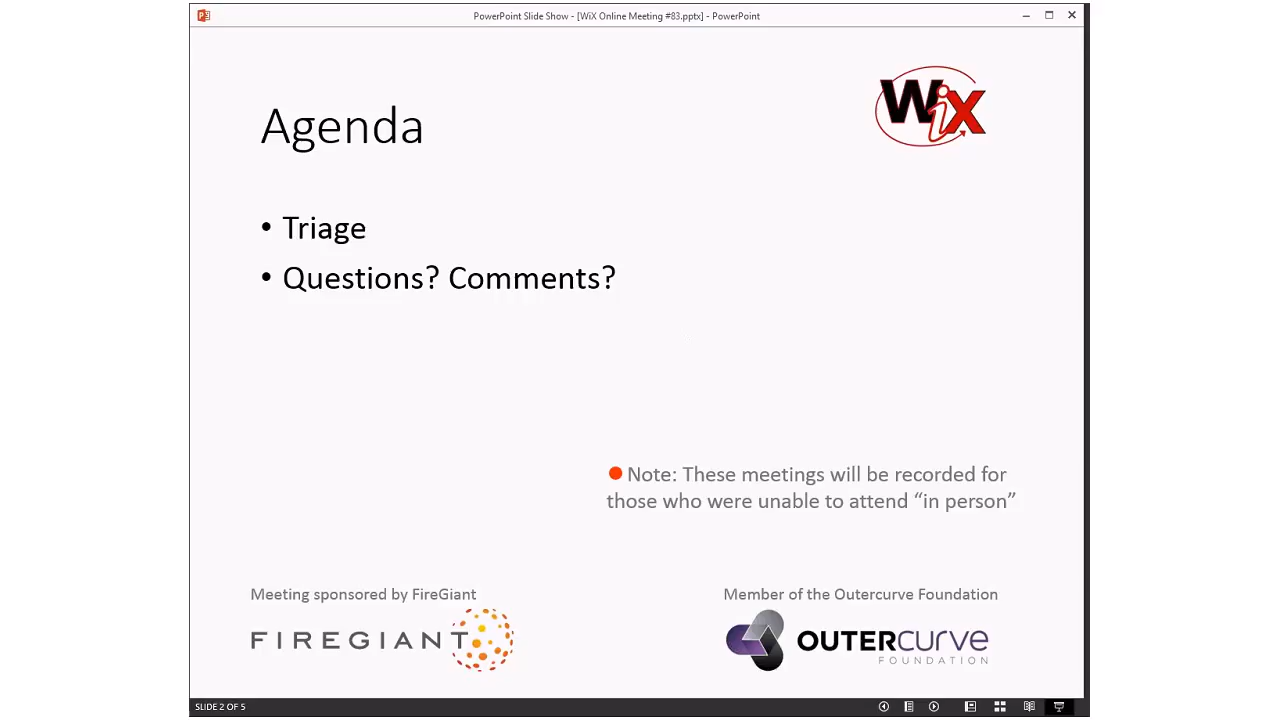 PowerPoint Slide Show - [WiX Online Meeting #83.pptx] - PowerPoint
WiX
Agenda
• Triage
• Questions? Comments?
Note: These meetings will be recorded for
those who were unable to attend “in person”
Meeting sponsored by FireGiant
FIREGIANT
Member of the Outercurve Foundation
OUTERCURVE
FOUNDATION
SLIDE 2 OF 5